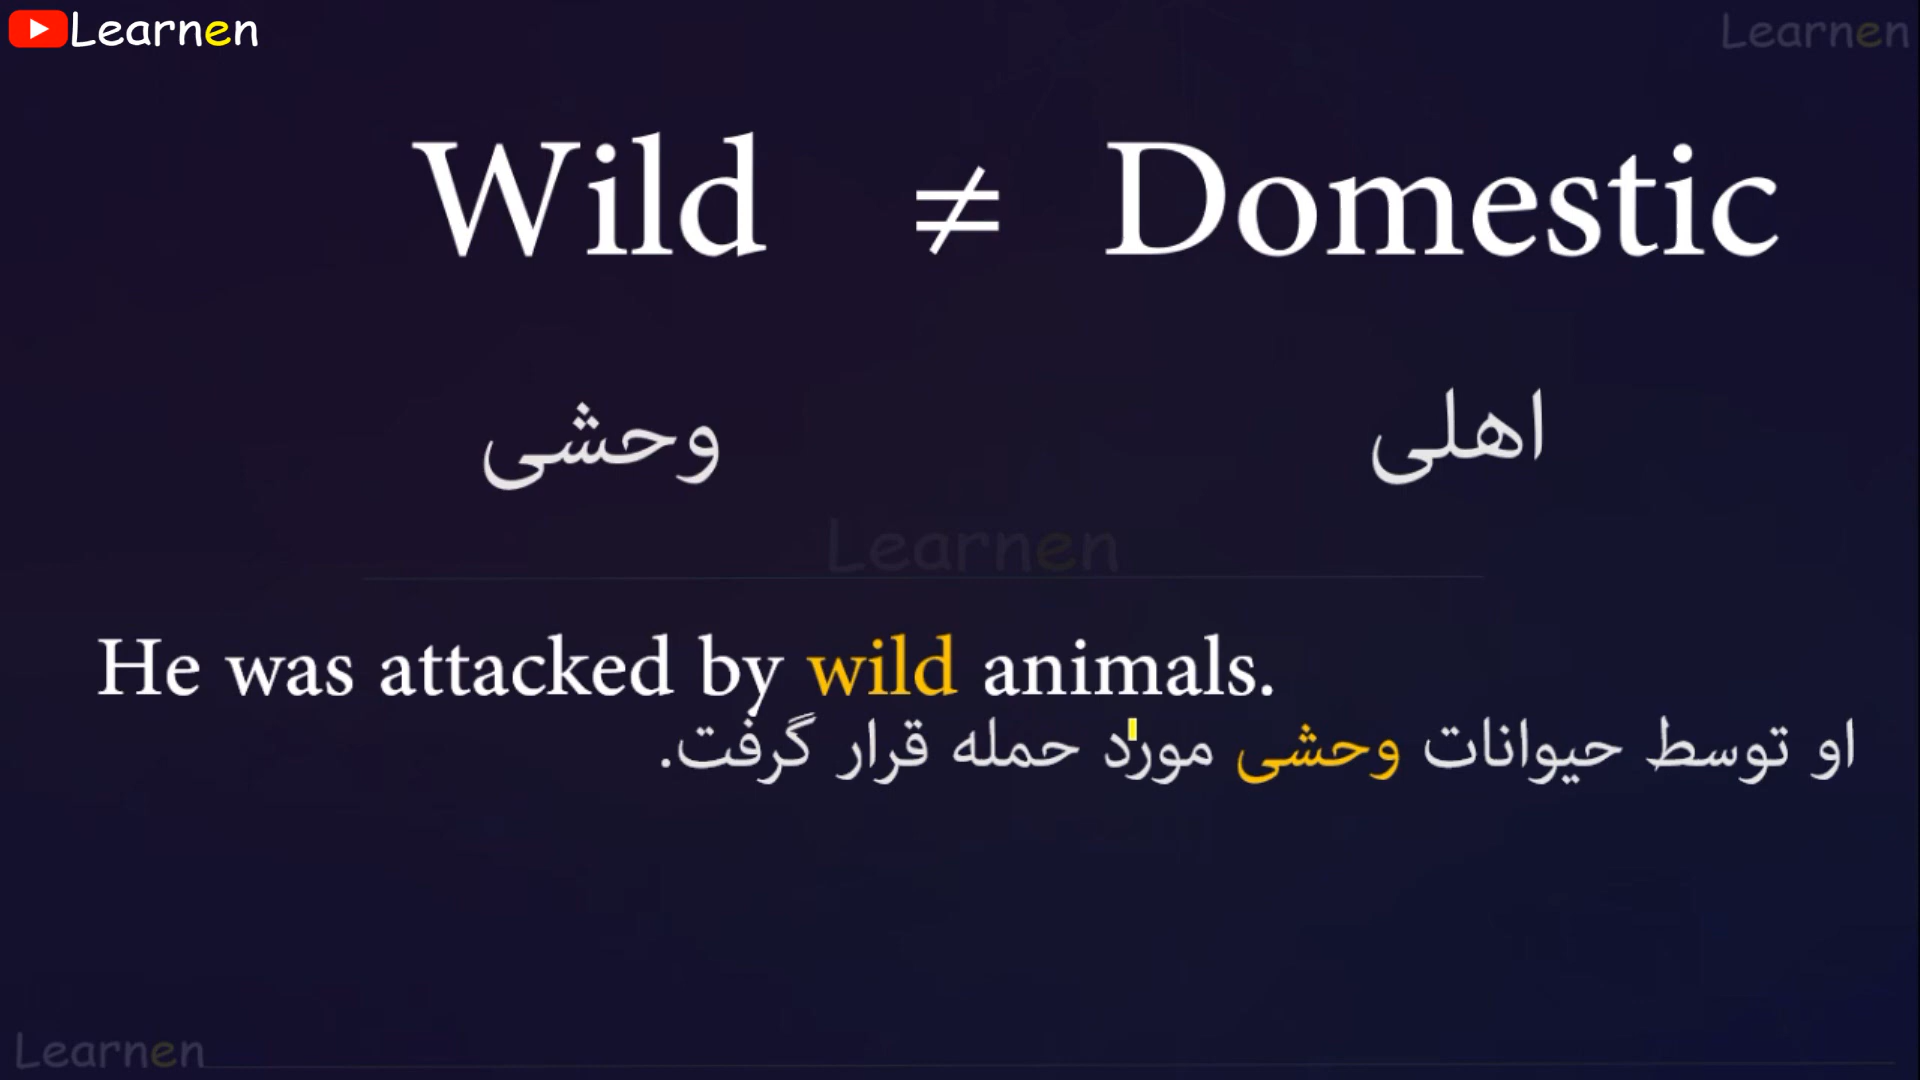 Learnen
Learnen
Wild ≠ Domestic
وحشی
اهلی
Learnen
He was attacked by wild animals.
او توسط حیوانات وحشی مورد حمله قرار گرفت.
Learnen